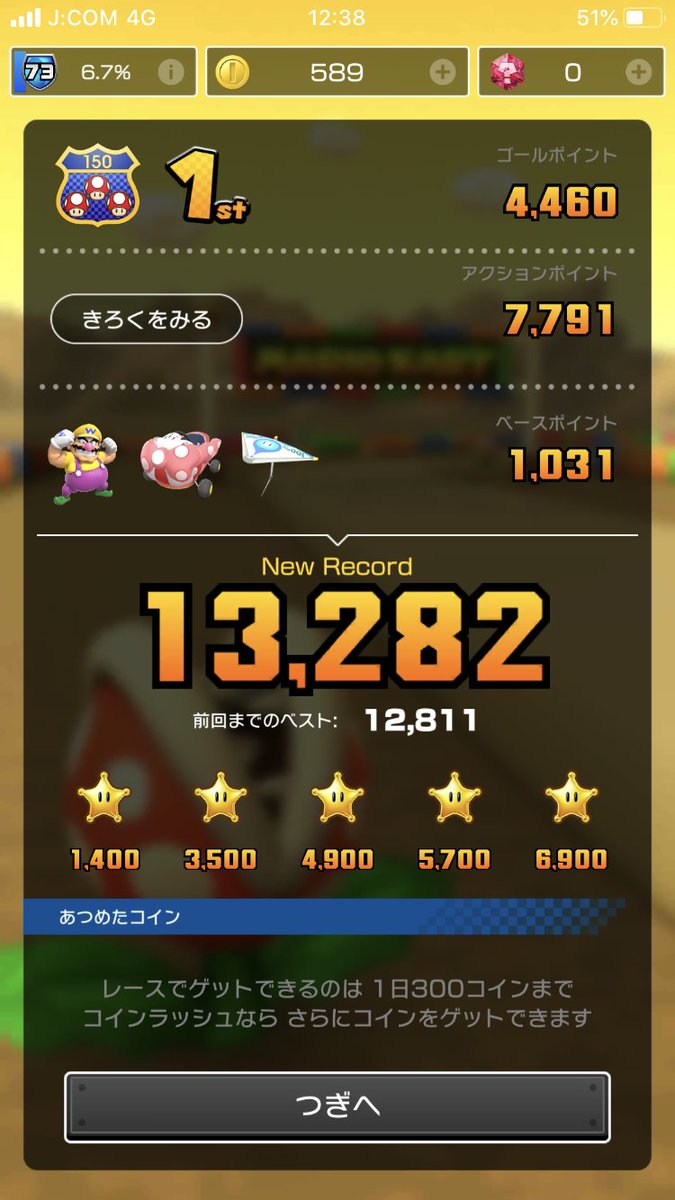 J:COM 4G 12:38 51%
73 6.7% i 589 + ? 0 +
150 1st ゴールポイント
4,460
アクションポイント
きろくをみる 7,791
ベースポイント
1,031
New Record
13,282
前回までのベスト: 12,811
1,400 3,500 4,900 5,700 6,900
あつめたコイン
レースでゲットできるのは 1日300コインまで
コインラッシュなら さらにコインをゲットできます
つぎへ